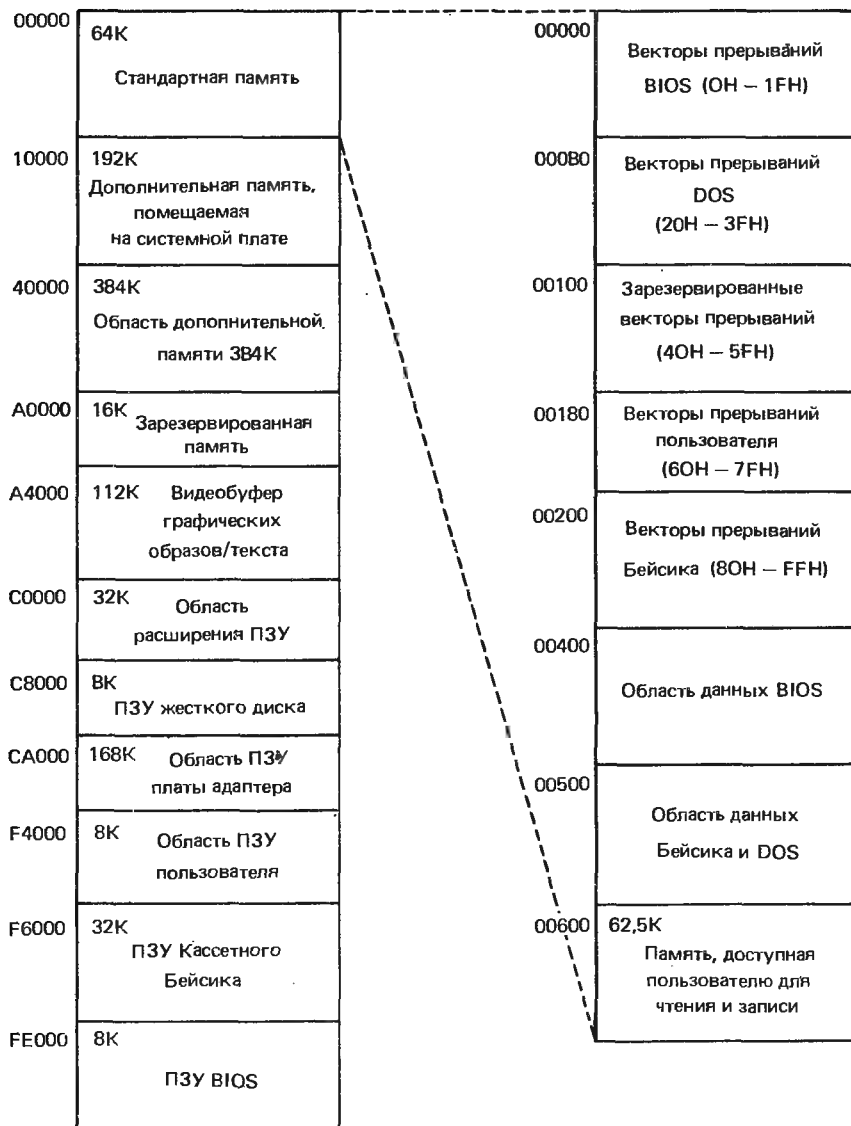 00000
64K
Стандартная память
10000
192K
Дополнительная память,
помещаемая
на системной плате
40000
384K
Область дополнительной
памяти 3B4K
A0000
16K
Зарезервированная
память
A4000
112K Видеобуфер
графических
образов/текста
C0000
32K
Область
расширения ПЗУ
C8000
8K
ПЗУ жесткого диска
CA000
168K Область ПЗУ
платы адаптера
F4000
8K
Область ПЗУ
пользователя
F6000
32K
ПЗУ Кассетного
Бейсика
FE000
8K
ПЗУ BIOS
00000
Векторы прерываний
BIOS (0H – 1FH)
00080
Векторы прерываний
DOS
(20H – 3FH)
00100
Зарезервированные
векторы прерываний
(40H – 5FH)
00180
Векторы прерываний
пользователя
(60H – 7FH)
00200
Векторы прерываний
Бейсика (80H – FFH)
00400
Область данных BIOS
00500
Область данных
Бейсика и DOS
00600
62,5K
Память, доступная
пользователю для
чтения и записи